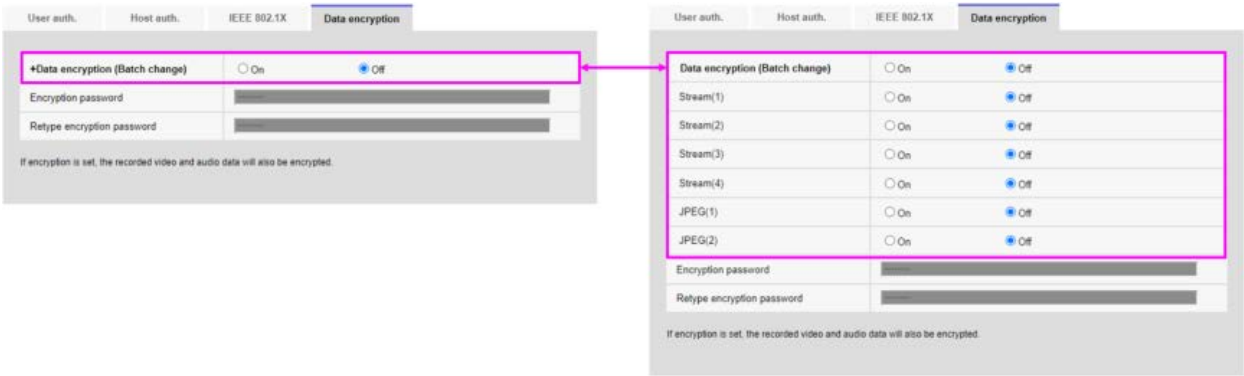 User auth. Host auth. IEEE 802.1X Data encryption
+Data encryption (Batch change) On Off
Encryption password
Retype encryption password
If encryption is set, the recorded video and audio data will also be encrypted.
User auth. Host auth. IEEE 802.1X Data encryption
Data encryption (Batch change) On Off
Stream(1) On Off
Stream(2) On Off
Stream(3) On Off
Stream(4) On Off
JPEG(1) On Off
JPEG(2) On Off
Encryption password
Retype encryption password
If encryption is set, the recorded video and audio data will also be encrypted.